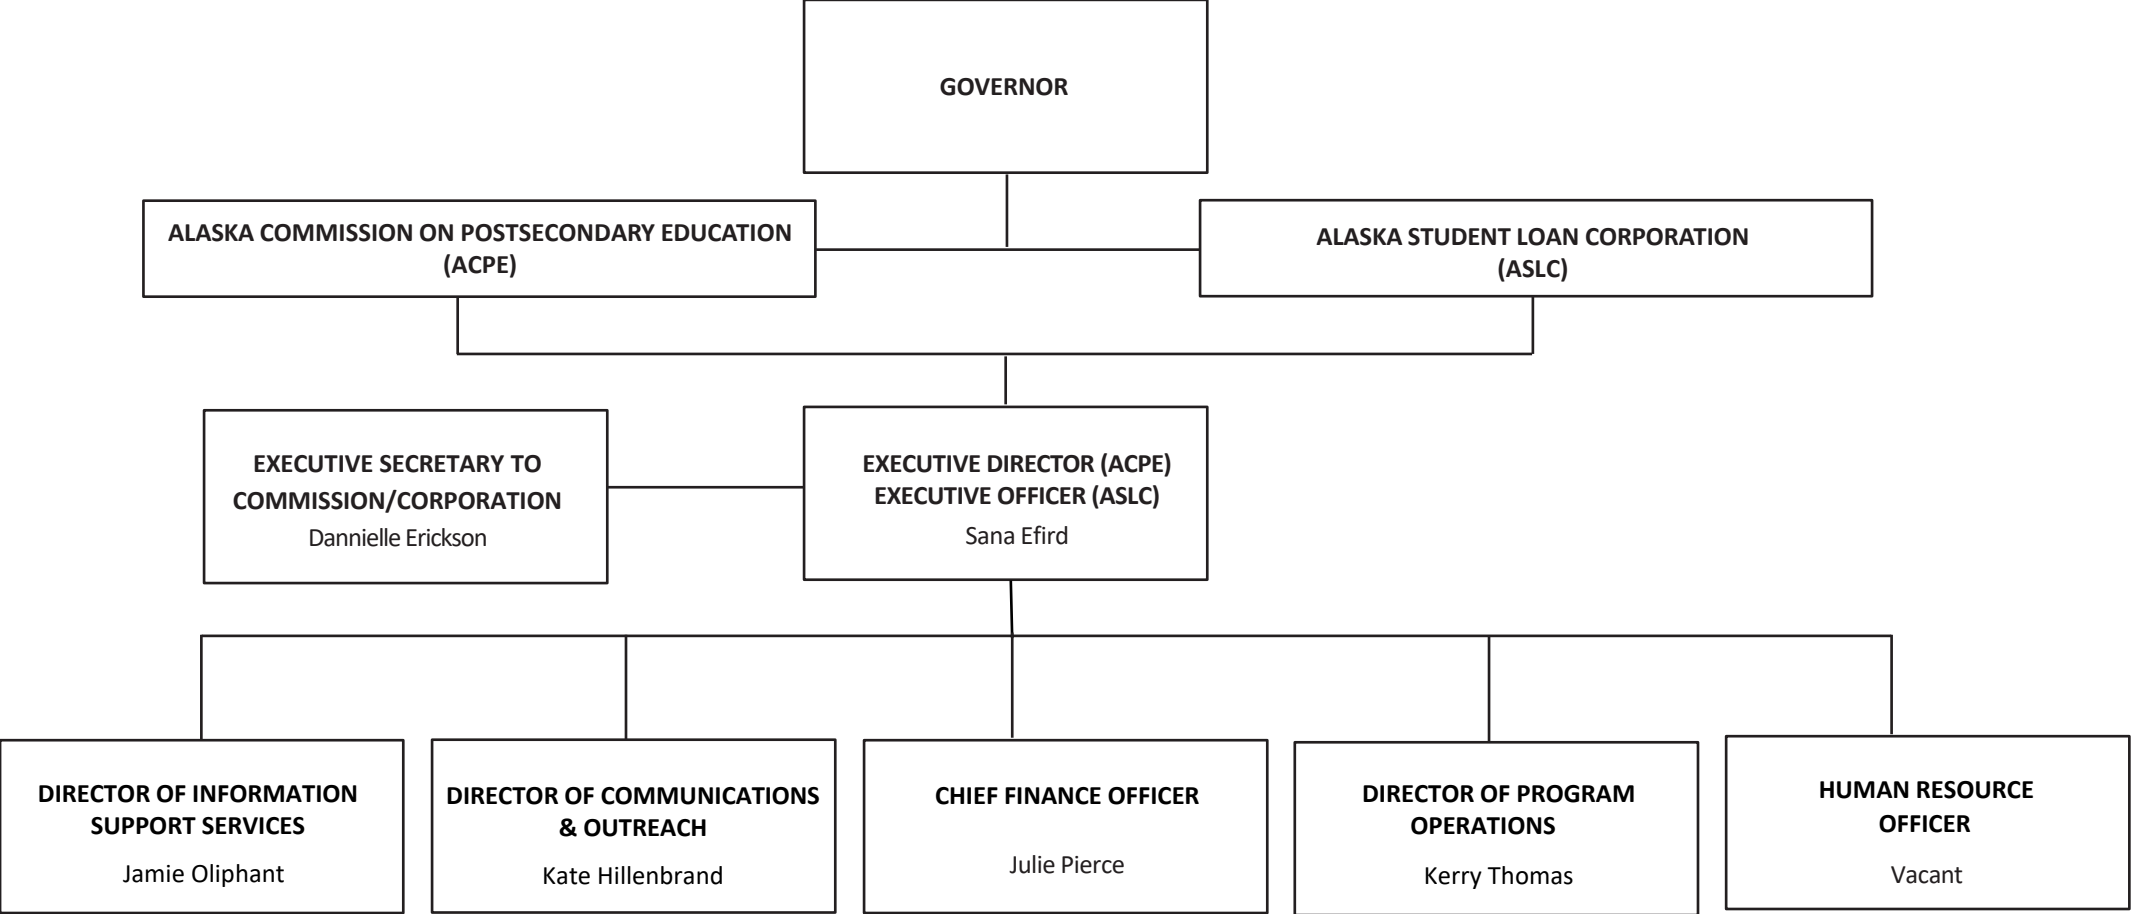 GOVERNOR
ALASKA COMMISSION ON POSTSECONDARY EDUCATION
(ACPE)
ALASKA STUDENT LOAN CORPORATION
(ASLC)
EXECUTIVE SECRETARY TO
COMMISSION/CORPORATION
Dannielle Erickson
EXECUTIVE DIRECTOR (ACPE)
EXECUTIVE OFFICER (ASLC)
Sana Efird
DIRECTOR OF INFORMATION
SUPPORT SERVICES
Jamie Oliphant
DIRECTOR OF COMMUNICATIONS
& OUTREACH
Kate Hillenbrand
CHIEF FINANCE OFFICER
Julie Pierce
DIRECTOR OF PROGRAM
OPERATIONS
Kerry Thomas
HUMAN RESOURCE
OFFICER
Vacant